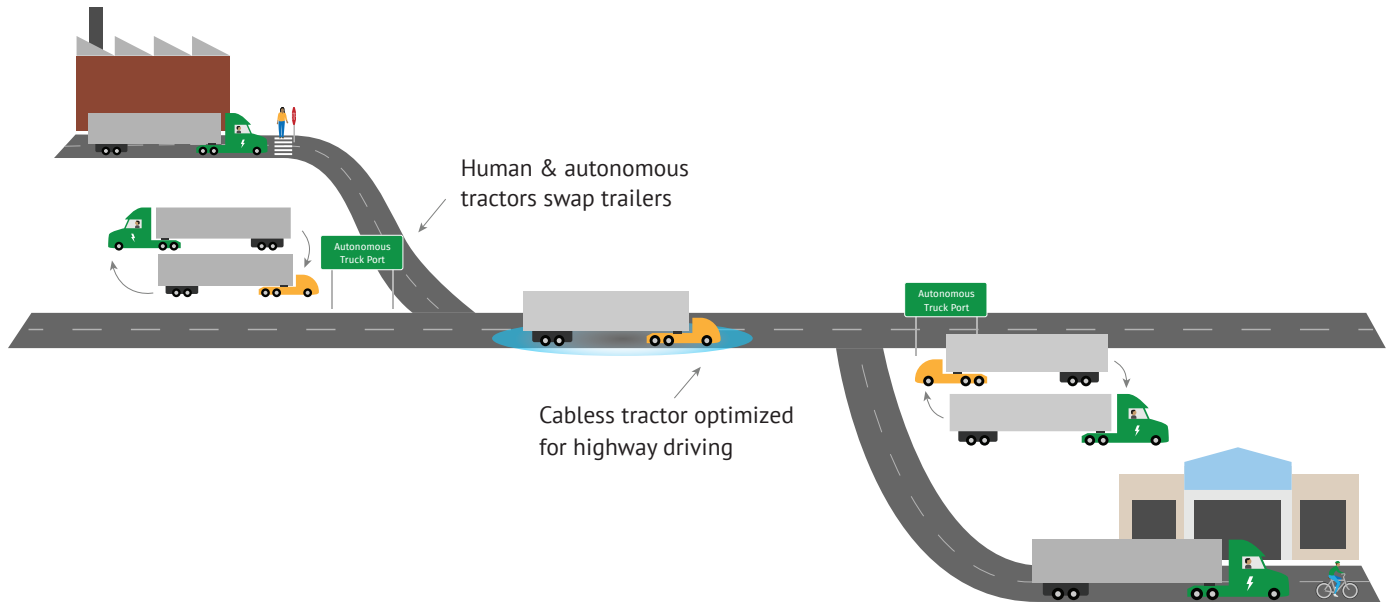 Human & autonomous
tractors swap trailers
Autonomous
Truck Port
Autonomous
Truck Port
Cabless tractor optimized
for highway driving